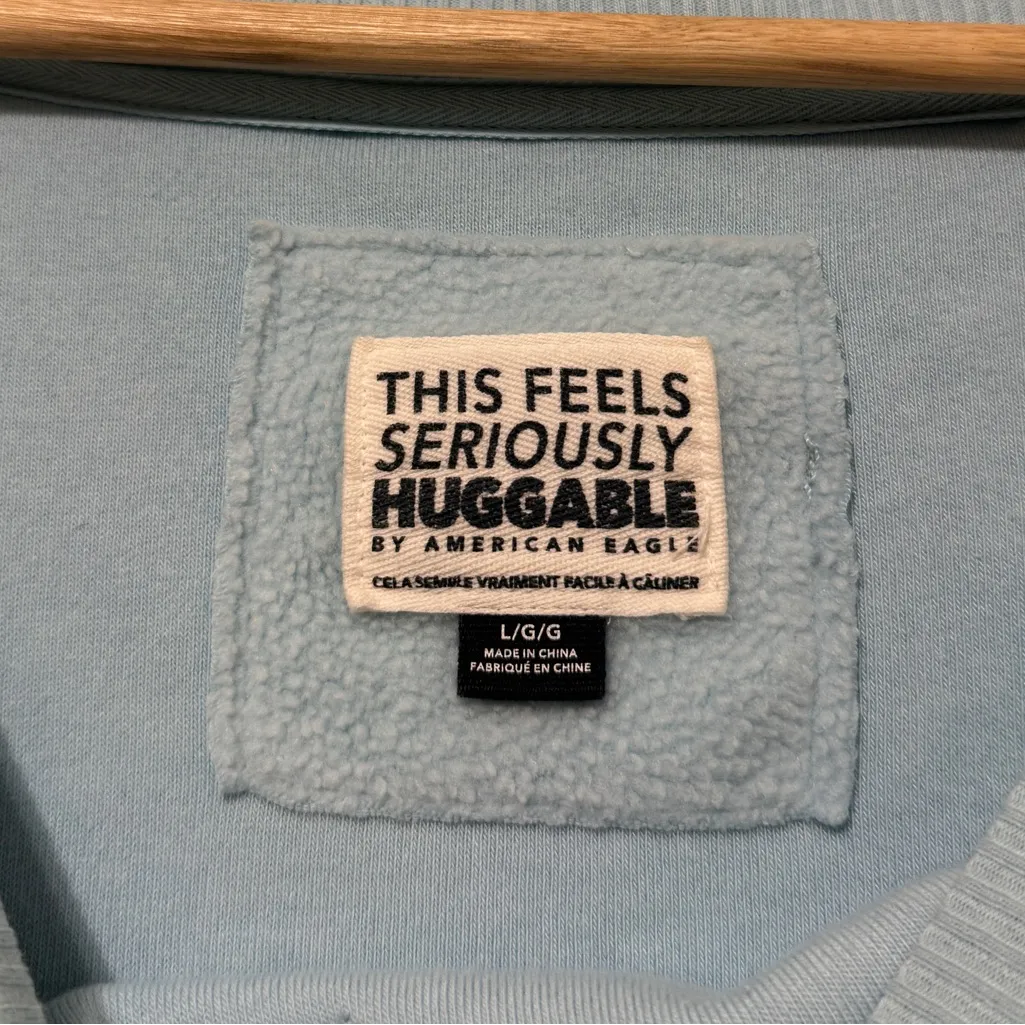 THIS FEELS
SERIOUSLY
HUGGABLE
BY AMERICAN EAGLE
CELA SEMBLE VRAIMENT FACILE À CÂLINER
L/G/G
MADE IN CHINA
FABRIQUÉ EN CHINE